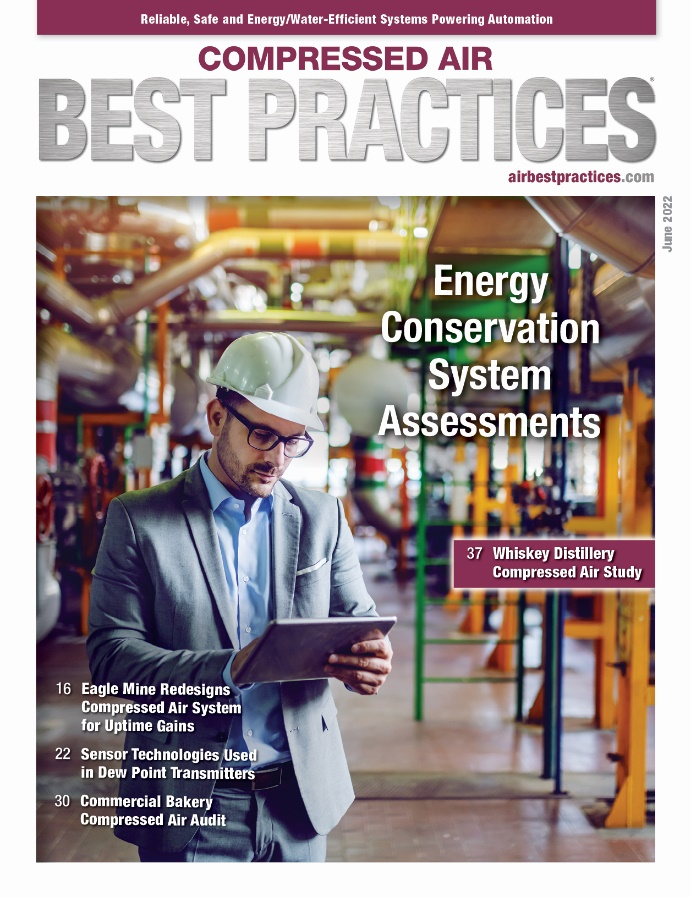 Reliable, Safe and Energy/Water-Efficient Systems Powering Automation
COMPRESSED AIR
BEST PRACTICES®
airbestpractices.com
June 2022
Energy
Conservation
System
Assessments
37 Whiskey Distillery
Compressed Air Study
16 Eagle Mine Redesigns
Compressed Air System
for Uptime Gains
22 Sensor Technologies Used
in Dew Point Transmitters
30 Commercial Bakery
Compressed Air Audit